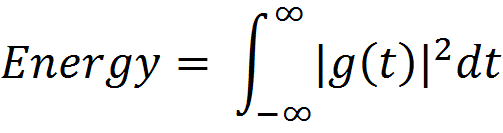 Energy = ∫_{-∞}^{∞} |g(t)|² dt